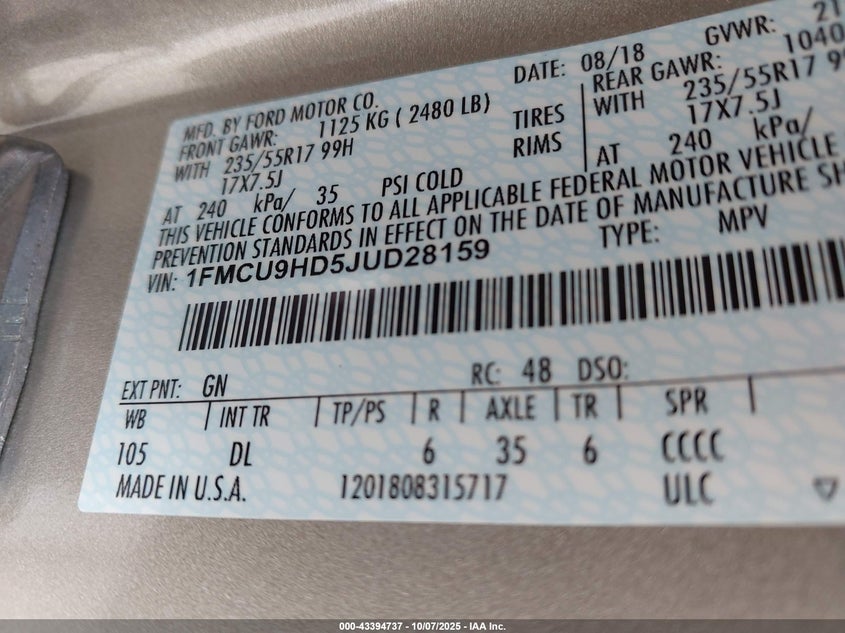 DATE: 08/18 GVWR: 21
MFD. BY FORD MOTOR CO.
FRONT GAWR: 1125 KG ( 2480 LB) REAR GAWR: 1040
WITH 235/55R17 99H TIRES WITH 235/55R17 99
17X7.5J RIMS 17X7.5J
AT 240 kPa/ 35 PSI COLD AT 240 kPa/
THIS VEHICLE CONFORMS TO ALL APPLICABLE FEDERAL MOTOR VEHICLE
PREVENTION STANDARDS IN EFFECT ON THE DATE OF MANUFACTURE SH
VIN: 1FMCU9HD5JUD28159 TYPE: MPV
EXT PNT: GN RC: 48 DSO:
WB INT TR TP/PS R AXLE TR SPR
105 DL 6 35 6 CCCC
MADE IN U.S.A. 1201808315717 ULC
000-43394737 - 10/07/2025 - IAA Inc.